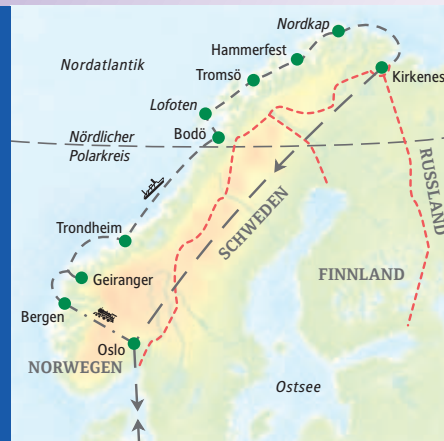 Nordkap
Hammerfest
Nordatlantik
Tromsö
Kirkenes
Lofoten
Bodö
Nördlicher
Polarkreis
RUSSLAND
SCHWEDEN
Trondheim
FINNLAND
Geiranger
Bergen
Oslo
NORWEGEN
Ostsee